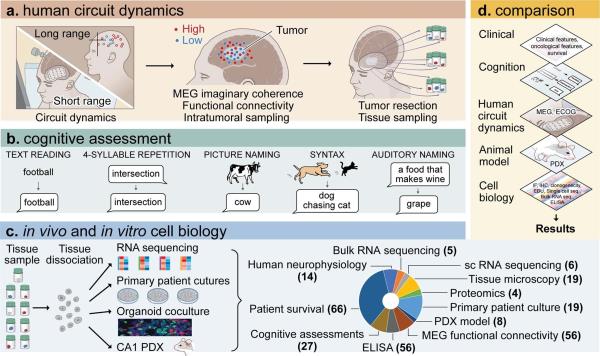 a. human circuit dynamics
Long range
Short range
Circuit dynamics
High
Low
Tumor
MEG imaginary coherence
Functional connectivity
Intratumoral sampling
Tumor resection
Tissue sampling
b. cognitive assessment
TEXT READING
football
football
4-SYLLABLE REPETITION
intersection
intersection
PICTURE NAMING
cow
SYNTAX
dog
chasing cat
AUDITORY NAMING
a food that
makes wine
grape
c. in vivo and in vitro cell biology
Tissue
sample
Tissue
dissociation
RNA sequencing
Primary patient cutures
Organoid coculture
CA1 PDX
Bulk RNA sequencing (5)
Human neurophysiology
(14)
Patient survival (66)
Cognitive assessments
(27)
ELISA (56)
sc RNA sequencing (6)
Tissue microscopy (19)
Proteomics (4)
Primary patient culture (19)
PDX model (8)
MEG functional connectivity (56)
d. comparison
Clinical
Clinical features,
oncological features,
survival
Cognition
Human
circuit
dynamics
MEG, ECOG
Animal
model
PDX
Cell
biology
IF, IHC, clonogenecity,
EDU, Single cell seq.,
Bulk RNA seq.,
ELISA
Results